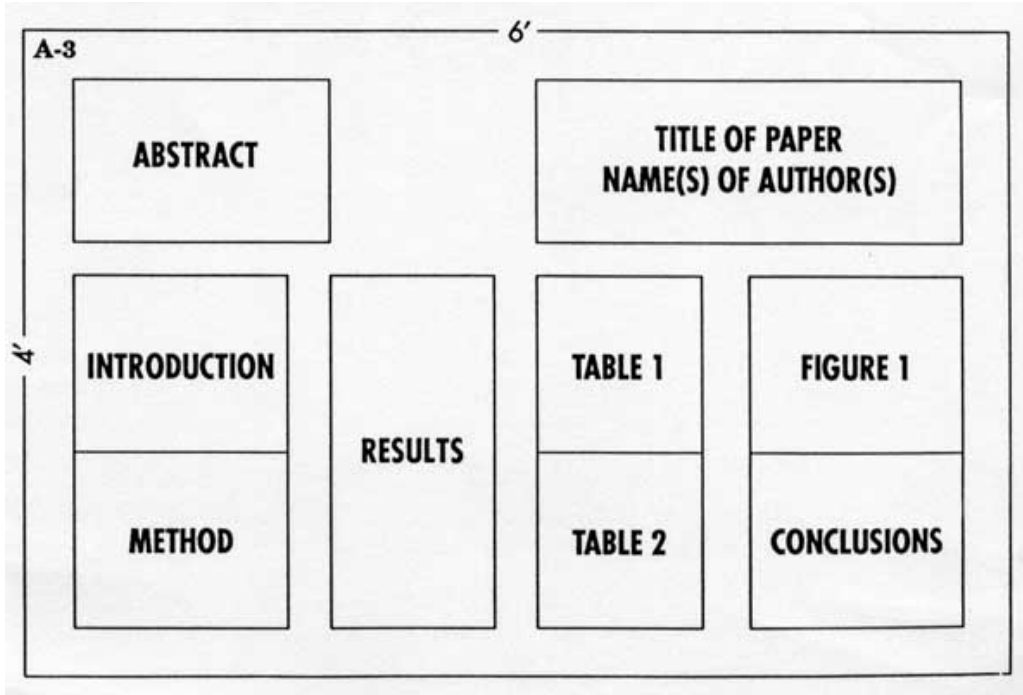 6′
A-3
ABSTRACT
TITLE OF PAPER
NAME(S) OF AUTHOR(S)
4′
INTRODUCTION
METHOD
RESULTS
TABLE 1
TABLE 2
FIGURE 1
CONCLUSIONS